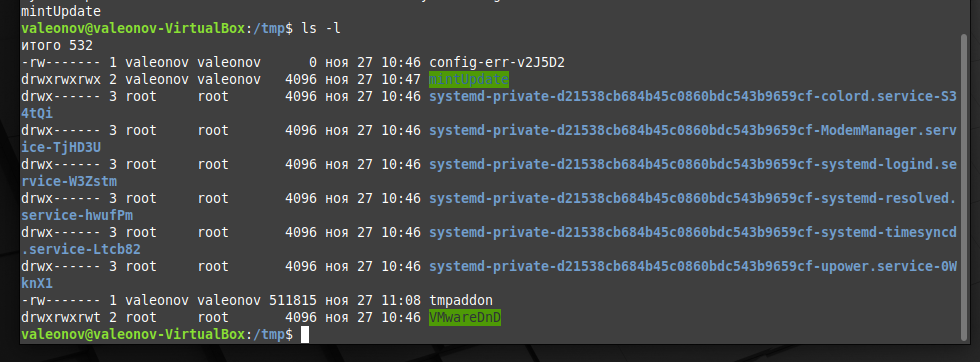 mintUpdate
valeonov@valeonov-VirtualBox:/tmp$ ls -l
итого 532
-rw------- 1 valeonov valeonov      0 ноя 27 10:46 config-err-v2J5D2
drwxrwxrwx 2 valeonov valeonov   4096 ноя 27 10:47 mintUpdate
drwx------ 3 root     root       4096 ноя 27 10:46 systemd-private-d21538cb684b45c0860bdc543b9659cf-colord.service-S3
4tQi
drwx------ 3 root     root       4096 ноя 27 10:46 systemd-private-d21538cb684b45c0860bdc543b9659cf-ModemManager.serv
ice-TjHD3U
drwx------ 3 root     root       4096 ноя 27 10:46 systemd-private-d21538cb684b45c0860bdc543b9659cf-systemd-logind.se
rvice-W3Zstm
drwx------ 3 root     root       4096 ноя 27 10:46 systemd-private-d21538cb684b45c0860bdc543b9659cf-systemd-resolved.
service-hwufPm
drwx------ 3 root     root       4096 ноя 27 10:46 systemd-private-d21538cb684b45c0860bdc543b9659cf-systemd-timesyncd
.service-Ltcb82
drwx------ 3 root     root       4096 ноя 27 10:46 systemd-private-d21538cb684b45c0860bdc543b9659cf-upower.service-0W
knX1
-rw------- 1 valeonov valeonov 511815 ноя 27 11:08 tmpaddon
drwxrwxrwt 2 root     root       4096 ноя 27 10:46 VMwareDnD
valeonov@valeonov-VirtualBox:/tmp$